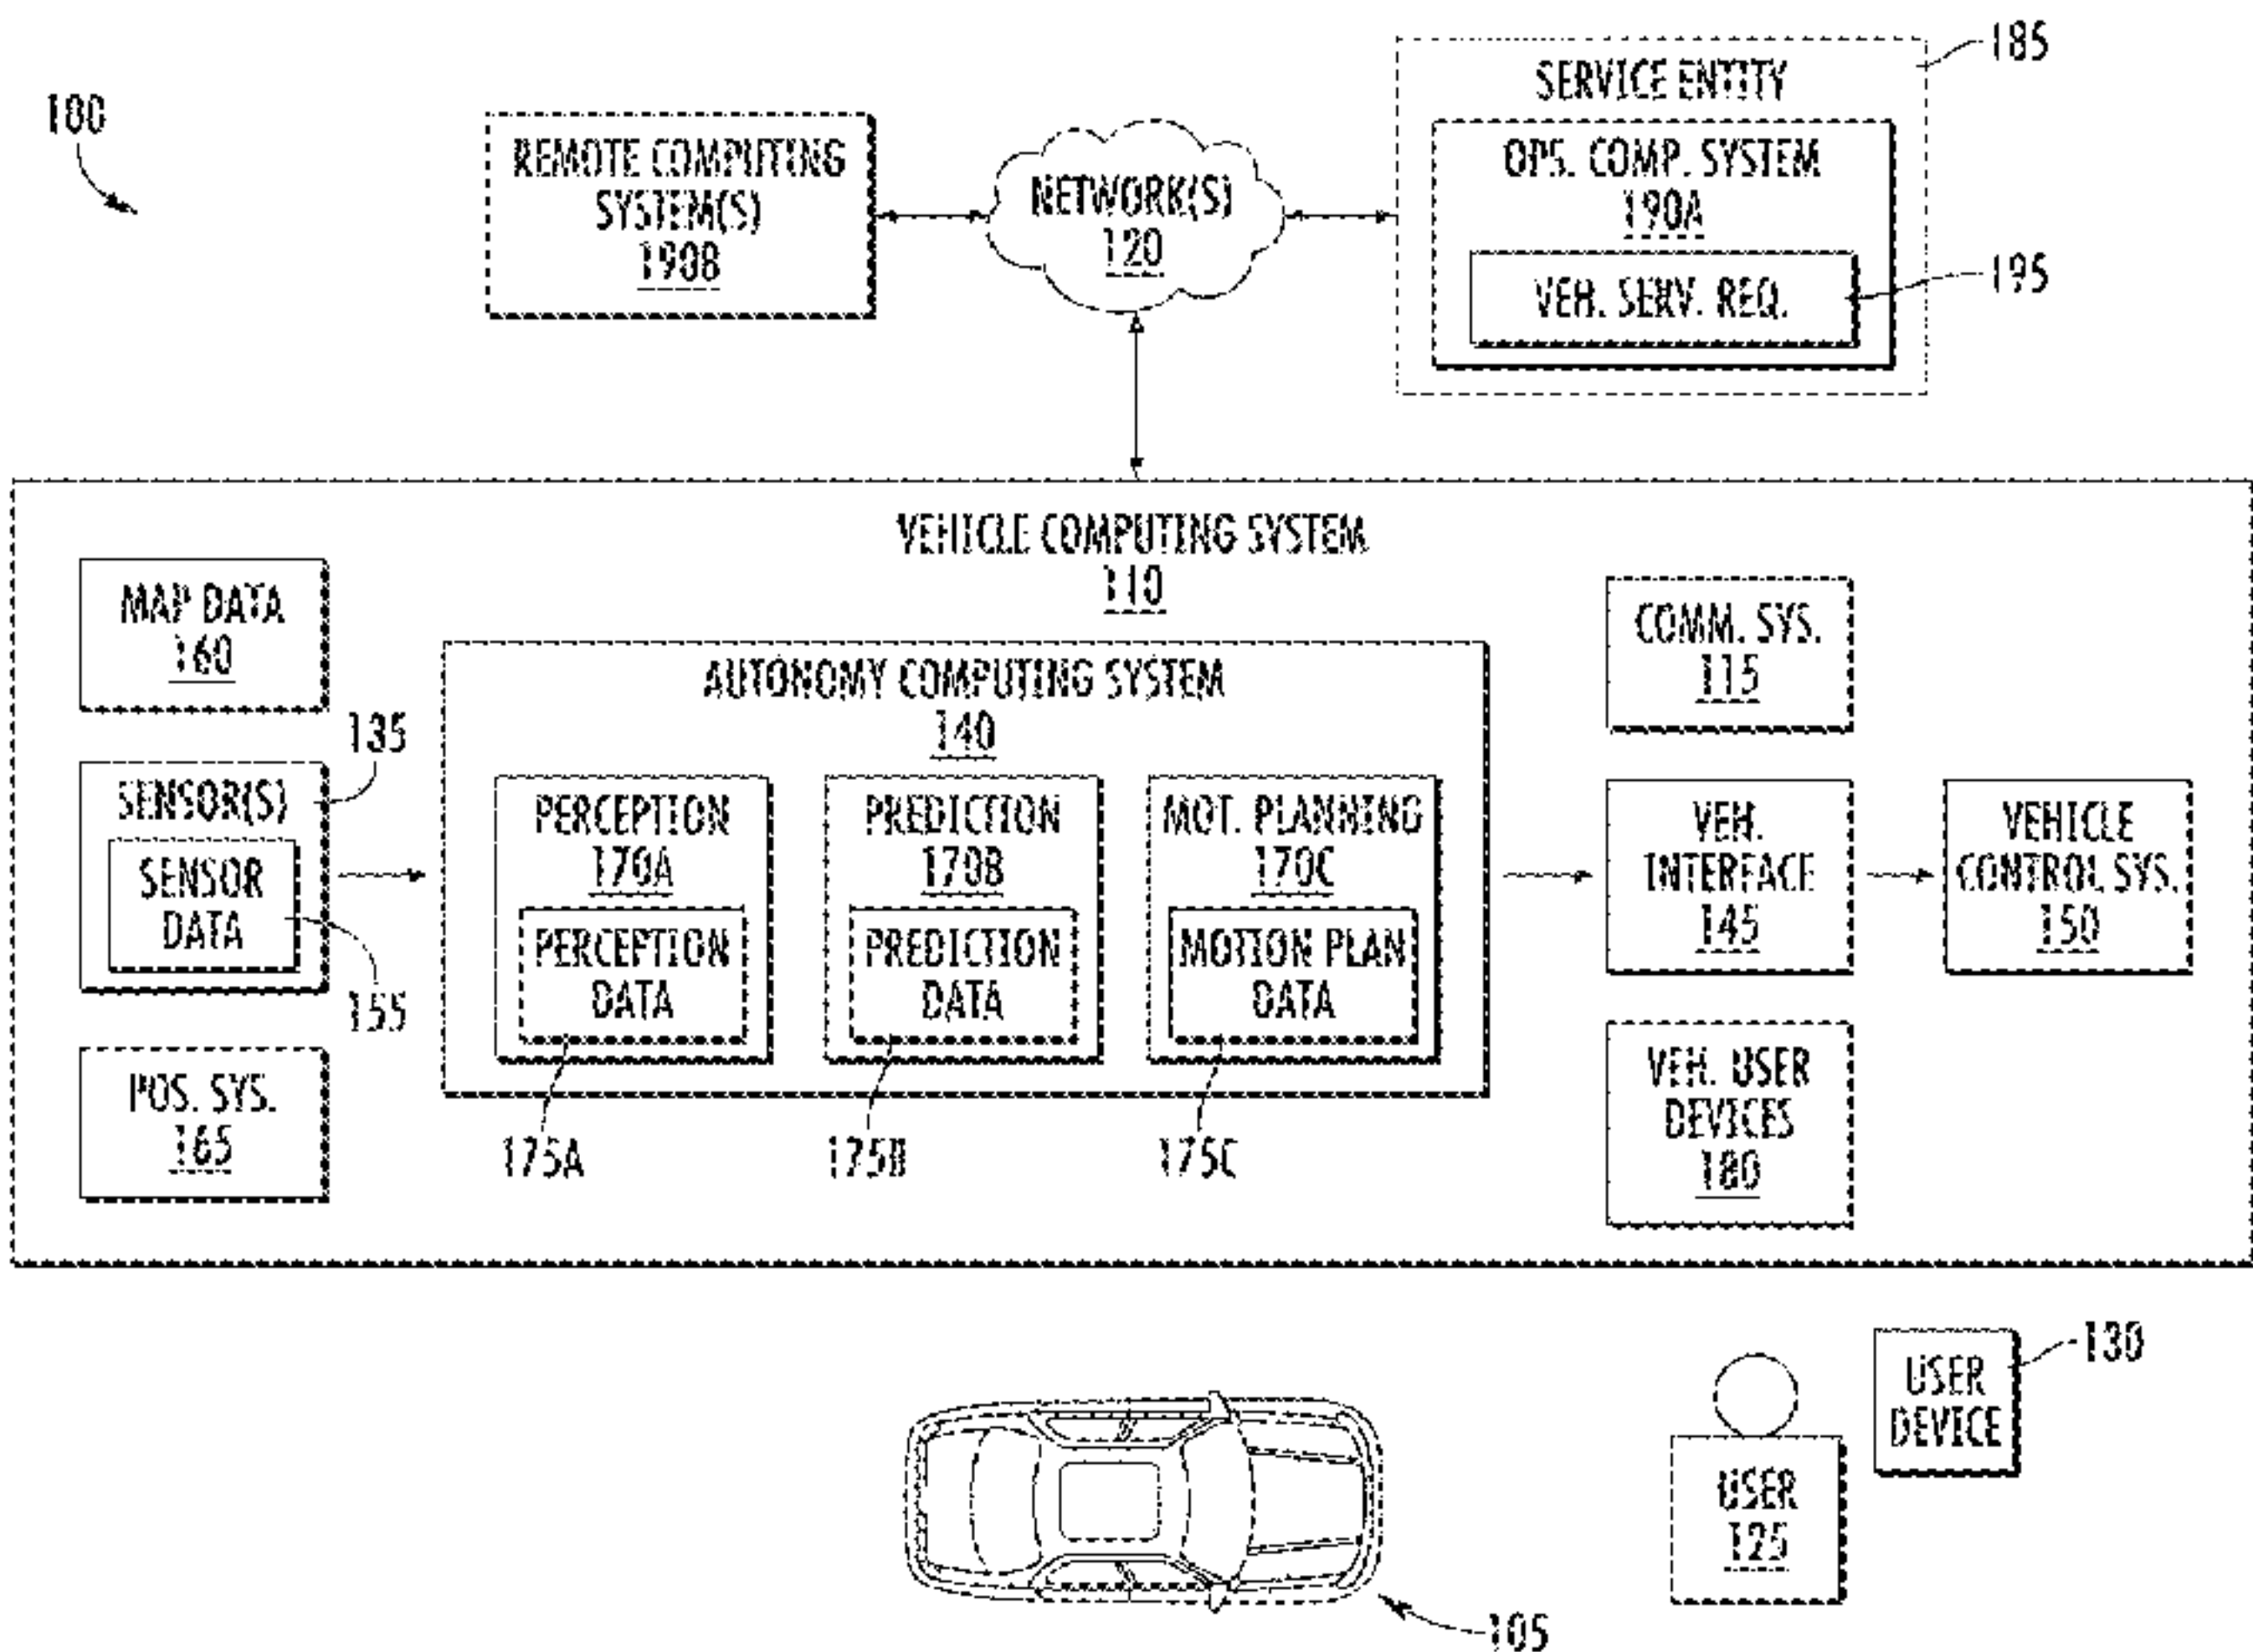 100
REMOTE COMPUTING
SYSTEM(S)
190B
NETWORK(S)
120
185
SERVICE ENTITY
OPS. COMP. SYSTEM
190A
VEH. SERV. REQ.
195
VEHICLE COMPUTING SYSTEM
110
MAP DATA
160
135
SENSOR(S)
SENSOR
DATA
155
POS. SYS.
165
AUTONOMY COMPUTING SYSTEM
140
PERCEPTION
170A
PERCEPTION
DATA
175A
PREDICTION
170B
PREDICTION
DATA
175B
MOT. PLANNING
170C
MOTION PLAN
DATA
175C
COMM. SYS.
115
VEH.
INTERFACE
145
VEHICLE
CONTROL SYS.
150
VEH. USER
DEVICES
180
105
USER
125
USER
DEVICE
130